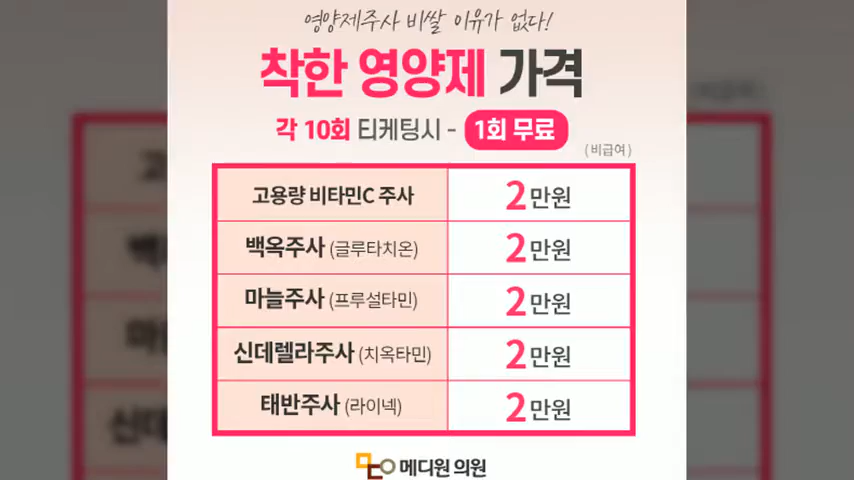 영양제주사 비쌀 이유가 없다!
착한 영양제 가격
각 10회 티케팅시 - 1회 무료
(비급여)
고용량 비타민C 주사 2만원
백옥주사 (글루타치온) 2만원
마늘주사 (프루설타민) 2만원
신데렐라주사 (치옥타민) 2만원
태반주사 (라이넥) 2만원
메디원 의원